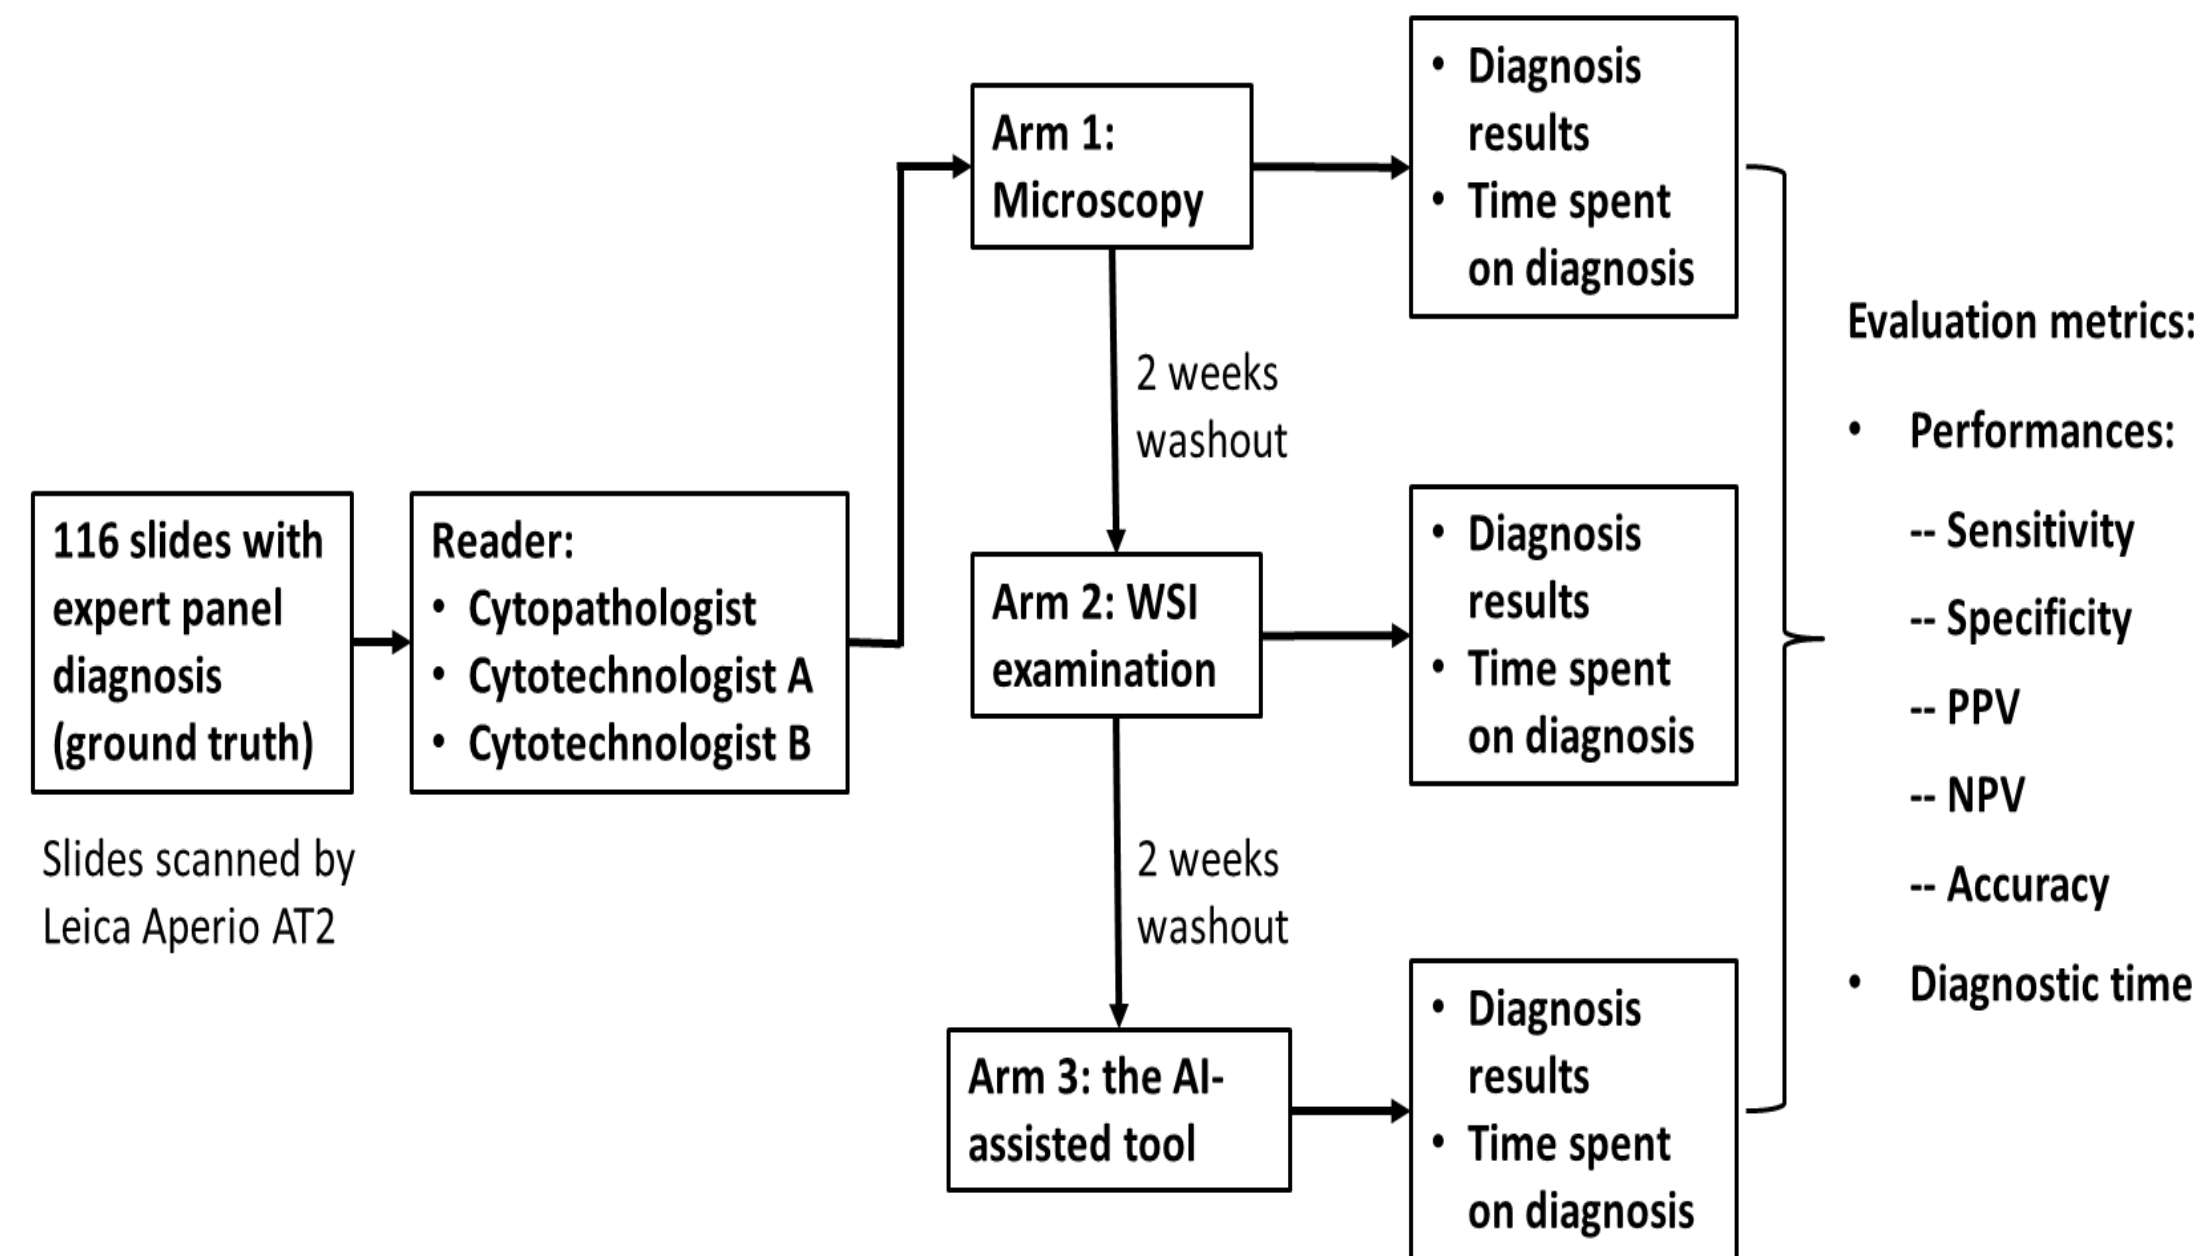 116 slides with
expert panel
diagnosis
(ground truth)
Slides scanned by
Leica Aperio AT2
Reader:
• Cytopathologist
• Cytotechnologist A
• Cytotechnologist B
Arm 1:
Microscopy
2 weeks
washout
Arm 2: WSI
examination
2 weeks
washout
Arm 3: the AI-
assisted tool
• Diagnosis
results
• Time spent
on diagnosis
• Diagnosis
results
• Time spent
on diagnosis
• Diagnosis
results
• Time spent
on diagnosis
Evaluation metrics:
• Performances:
-- Sensitivity
-- Specificity
-- PPV
-- NPV
-- Accuracy
• Diagnostic time